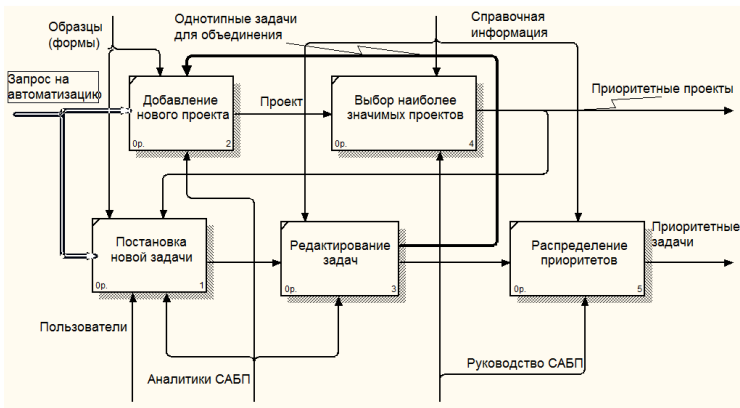 Образцы
(формы)
Однотипные задачи
для объединения
Справочная
информация
Запрос на
автоматизацию
Добавление
нового проекта
0р.
2
Проект
Выбор наиболее
значимых проектов
0р.
4
Приоритетные проекты
Постановка
новой задачи
0р.
1
Редактирование
задач
0р.
3
Распределение
приоритетов
0р.
5
Приоритетные
задачи
Пользователи
Аналитики САБП
Руководство САБП